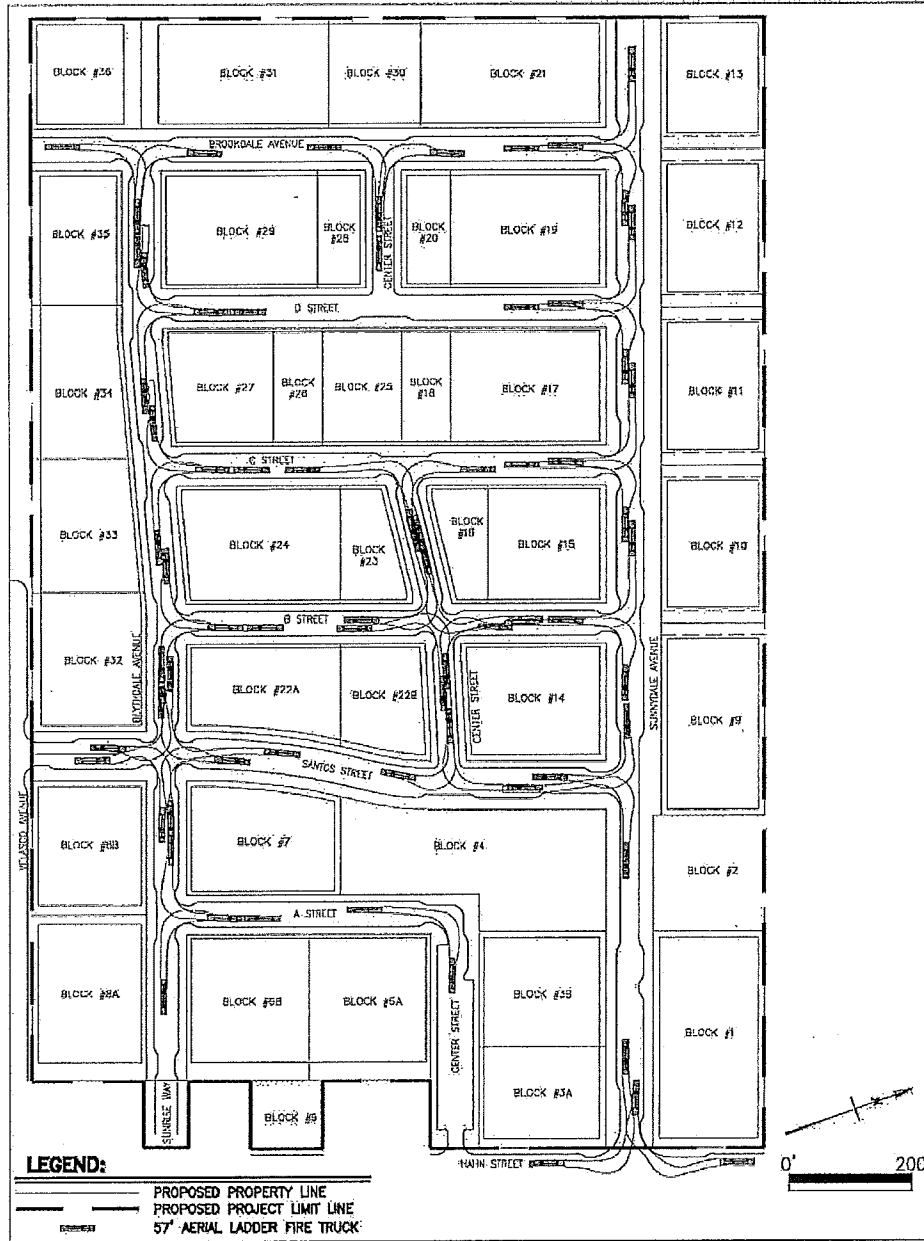 BLOCK #36
BLOCK #31
BLOCK #30
BLOCK #21
BLOCK #13
BROOKDALE AVENUE
BLOCK #35
BLOCK #29
BLOCK #28
CENTER STREET
BLOCK #20
BLOCK #19
BLOCK #12
D STREET
BLOCK #34
BLOCK #27
BLOCK #26
BLOCK #25
BLOCK #18
BLOCK #17
BLOCK #11
C STREET
BLOCK #33
BLOCK #24
BLOCK #23
BLOCK #16
BLOCK #15
BLOCK #10
B STREET
BLOCK #32
BLYTHDALE AVENUE
BLOCK #22A
BLOCK #22B
CENTER STREET
BLOCK #14
SUNNYDALE AVENUE
BLOCK #9
SANTOS STREET
VELASCO AVENUE
BLOCK #8B
BLOCK #7
BLOCK #4
BLOCK #2
A STREET
BLOCK #8A
BLOCK #5B
BLOCK #5A
CENTER STREET
BLOCK #3B
BLOCK #1
BLOCK #3A
SUNRISE WAY
BLOCK #6
HAHN STREET
0'
200
LEGEND:
PROPOSED PROPERTY LINE
PROPOSED PROJECT LIMIT LINE
57' AERIAL LADDER FIRE TRUCK